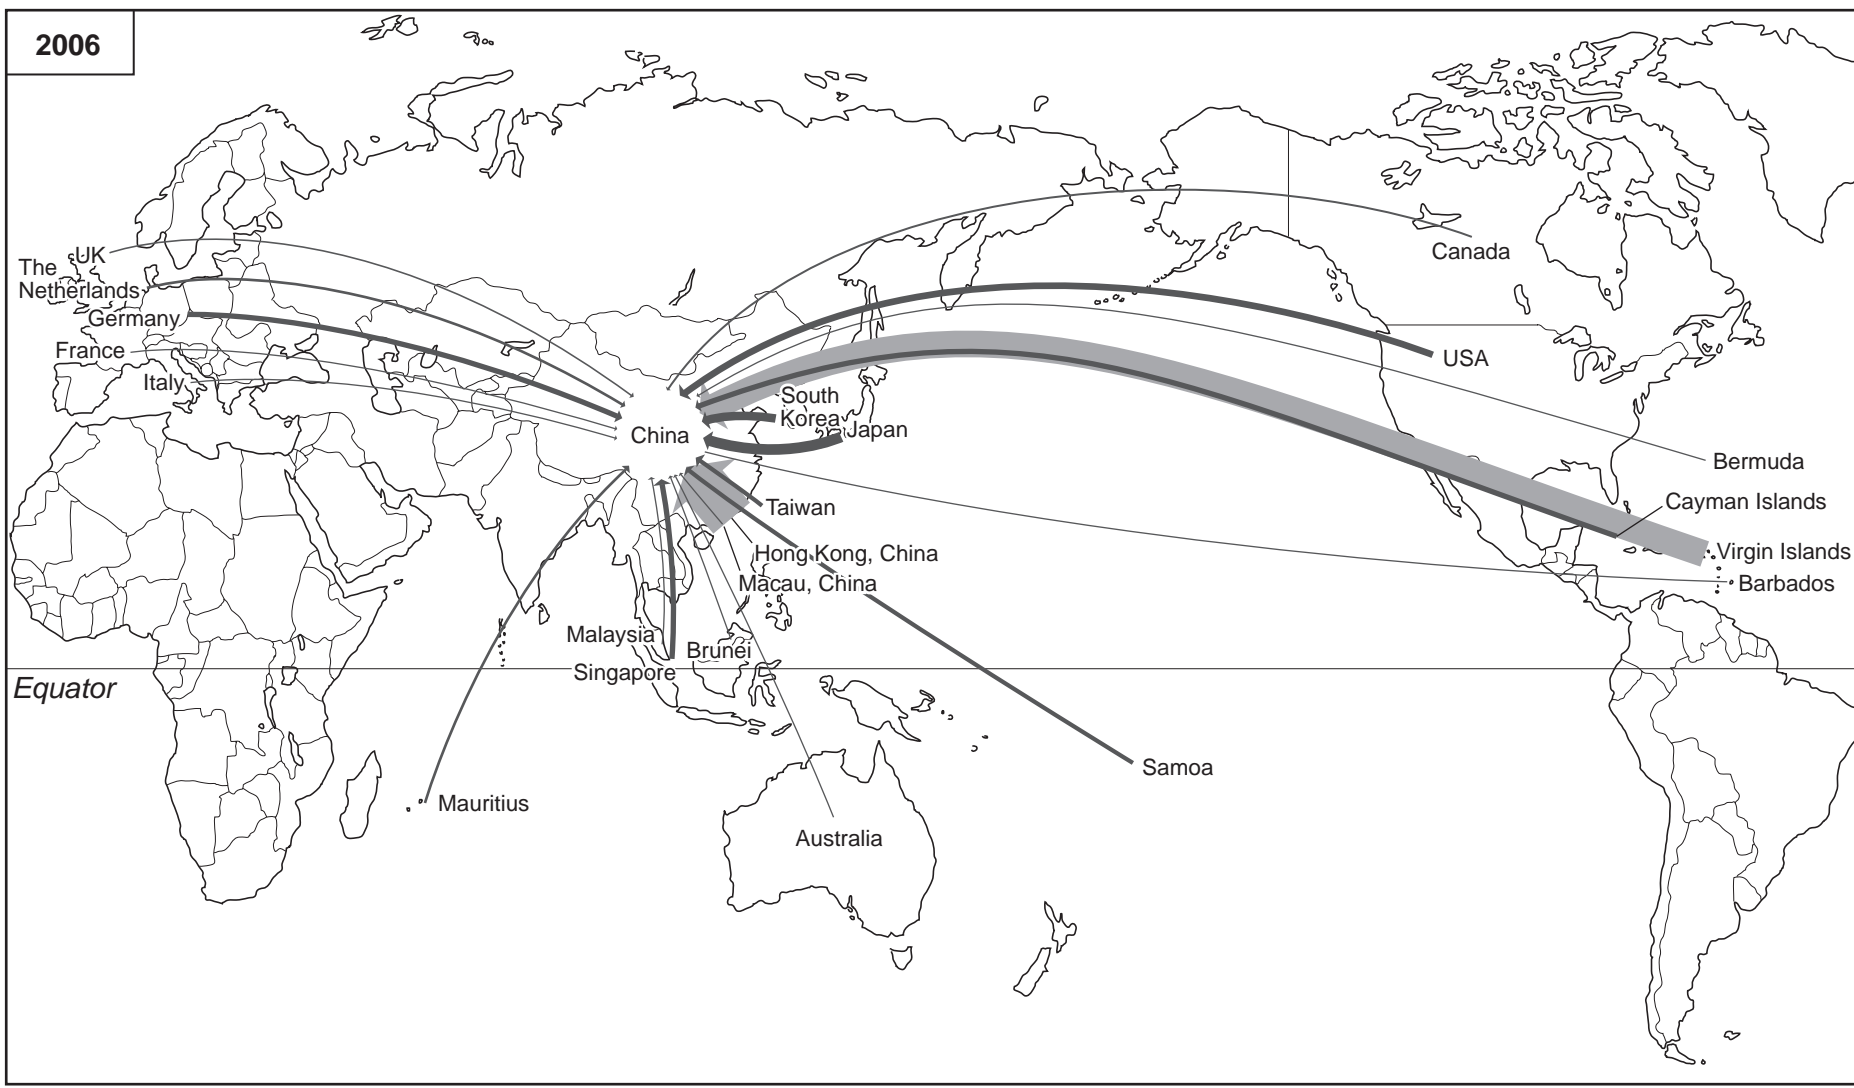 2006
UK
The
Netherlands
Germany
France
Italy
China
South
Korea
Japan
Canada
USA
Bermuda
Cayman Islands
Virgin Islands
Barbados
Taiwan
Hong Kong, China
Macau, China
Malaysia
Brunei
Singapore
Equator
Samoa
Mauritius
Australia